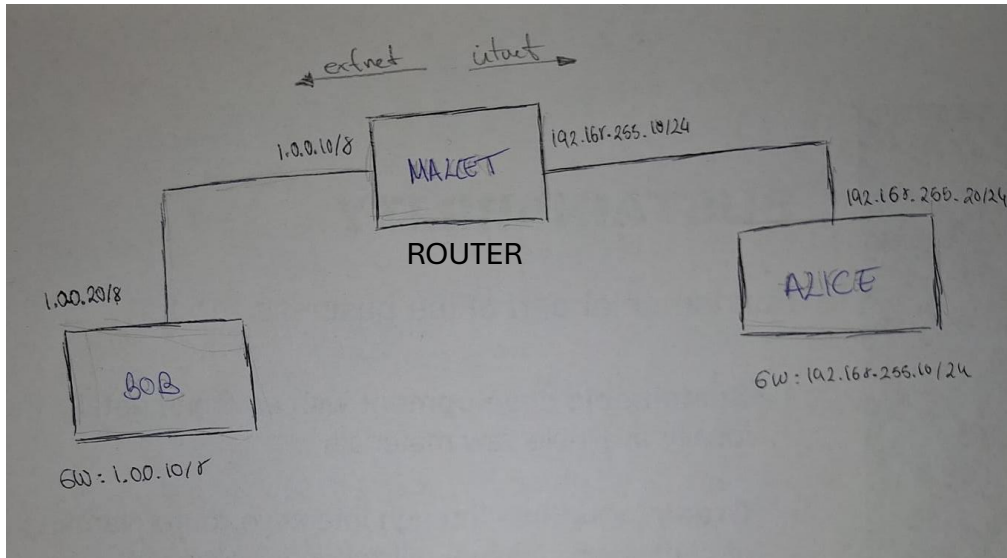 extnet intnet
1.0.0.10/8
MALLET
192.168.255.10/24
ROUTER
192.168.255.20/24
ALICE
GW: 192.168.255.10/24
1.0.0.20/8
BOB
GW: 1.0.0.10/8